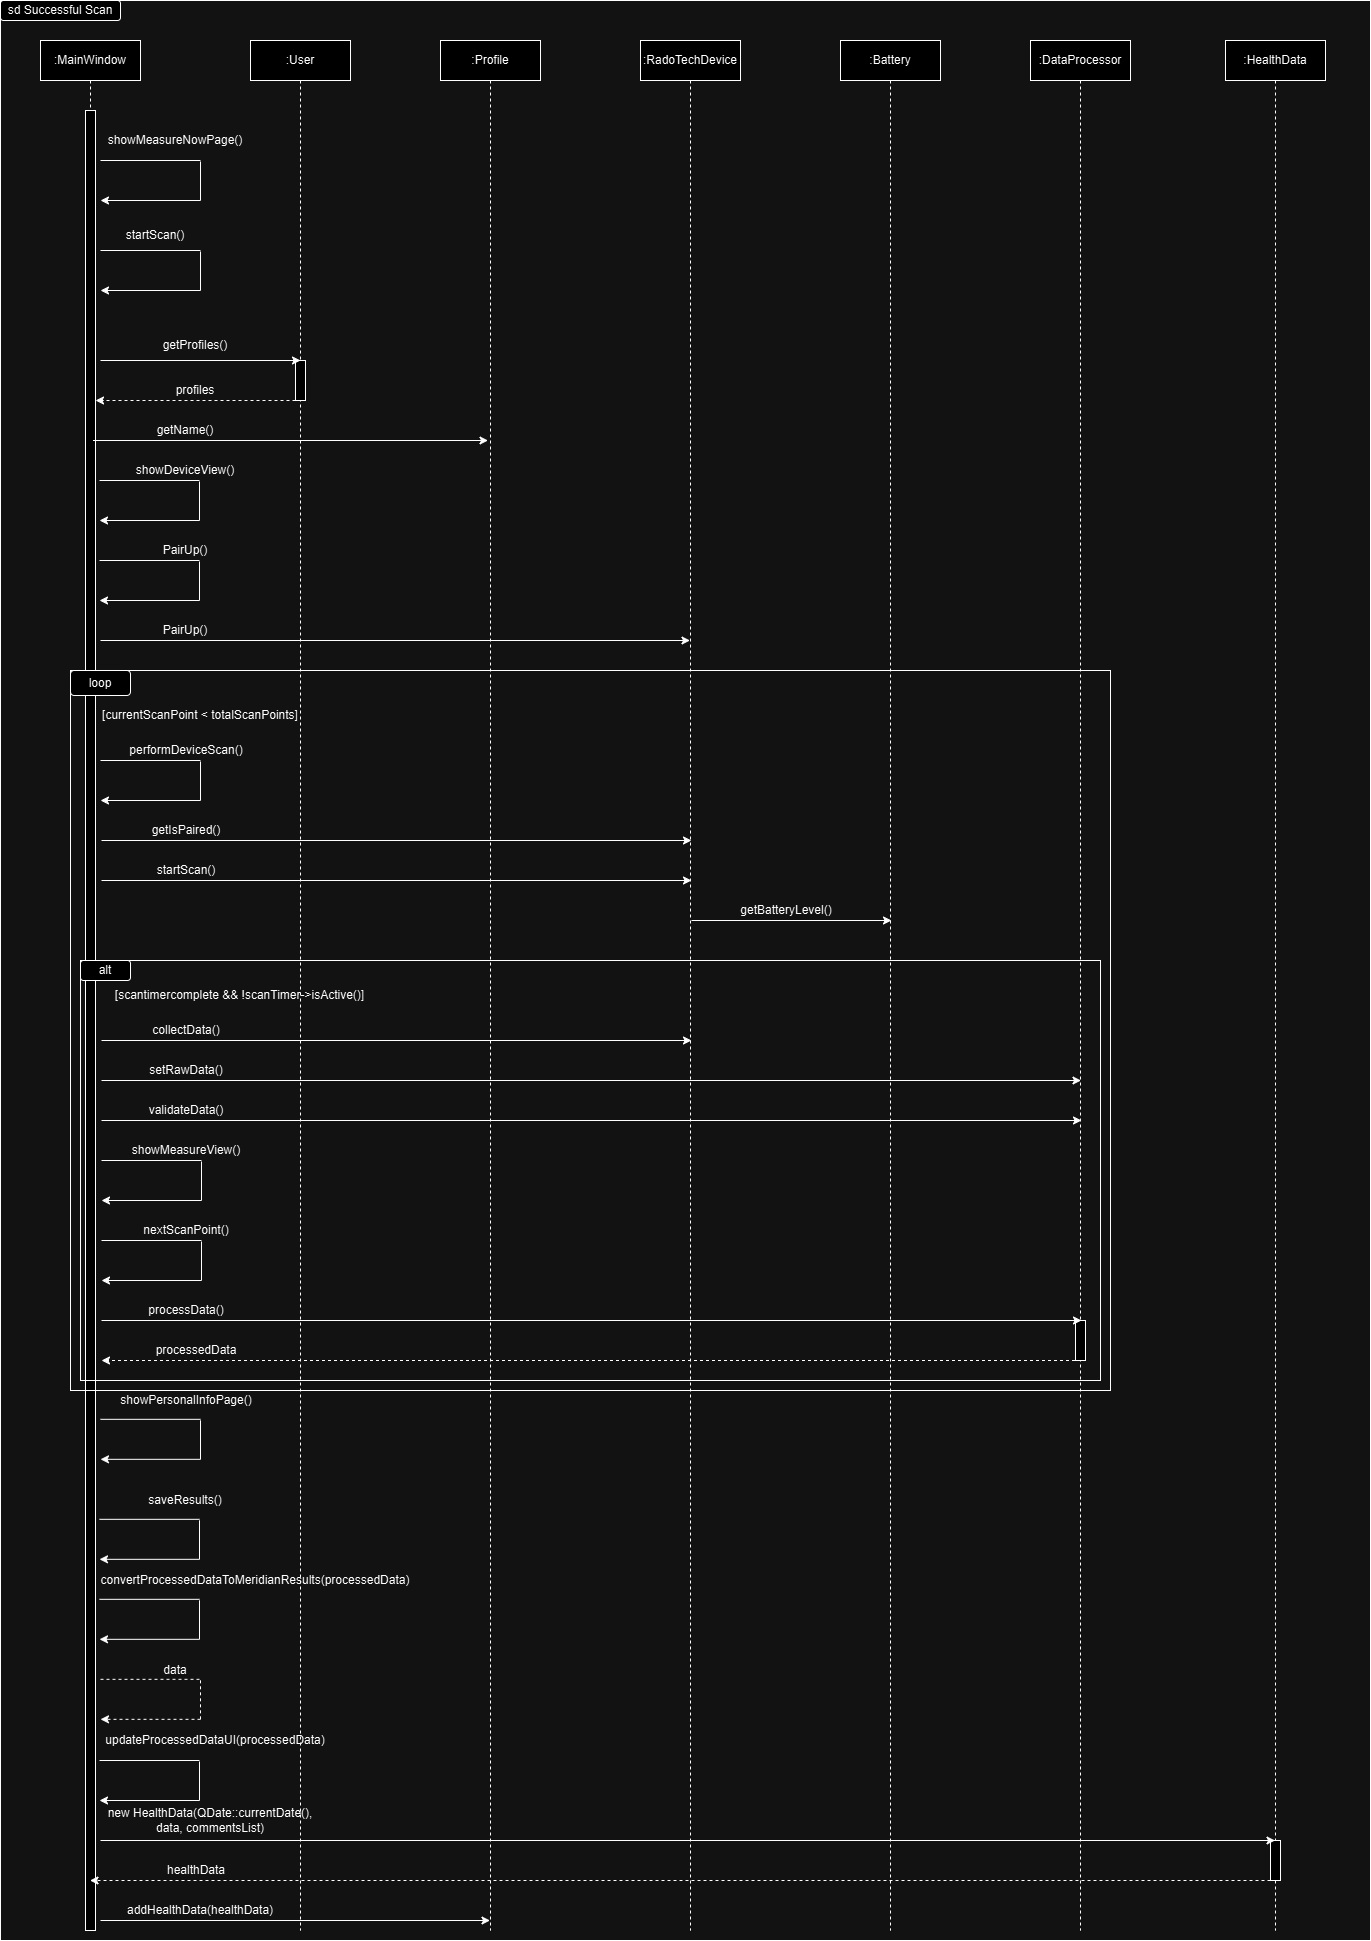 sd Successful Scan
:MainWindow
:User
:Profile
:RadoTechDevice
:Battery
:DataProcessor
:HealthData
showMeasureNowPage()
startScan()
getProfiles()
profiles
getName()
showDeviceView()
PairUp()
PairUp()
loop
[currentScanPoint < totalScanPoints]
performDeviceScan()
getIsPaired()
startScan()
getBatteryLevel()
alt
[scantimercomplete && !scanTimer->isActive()]
collectData()
setRawData()
validateData()
showMeasureView()
nextScanPoint()
processData()
processedData
showPersonalInfoPage()
saveResults()
convertProcessedDataToMeridianResults(processedData)
data
updateProcessedDataUI(processedData)
new HealthData(QDate::currentDate(),
data, commentsList)
healthData
addHealthData(healthData)